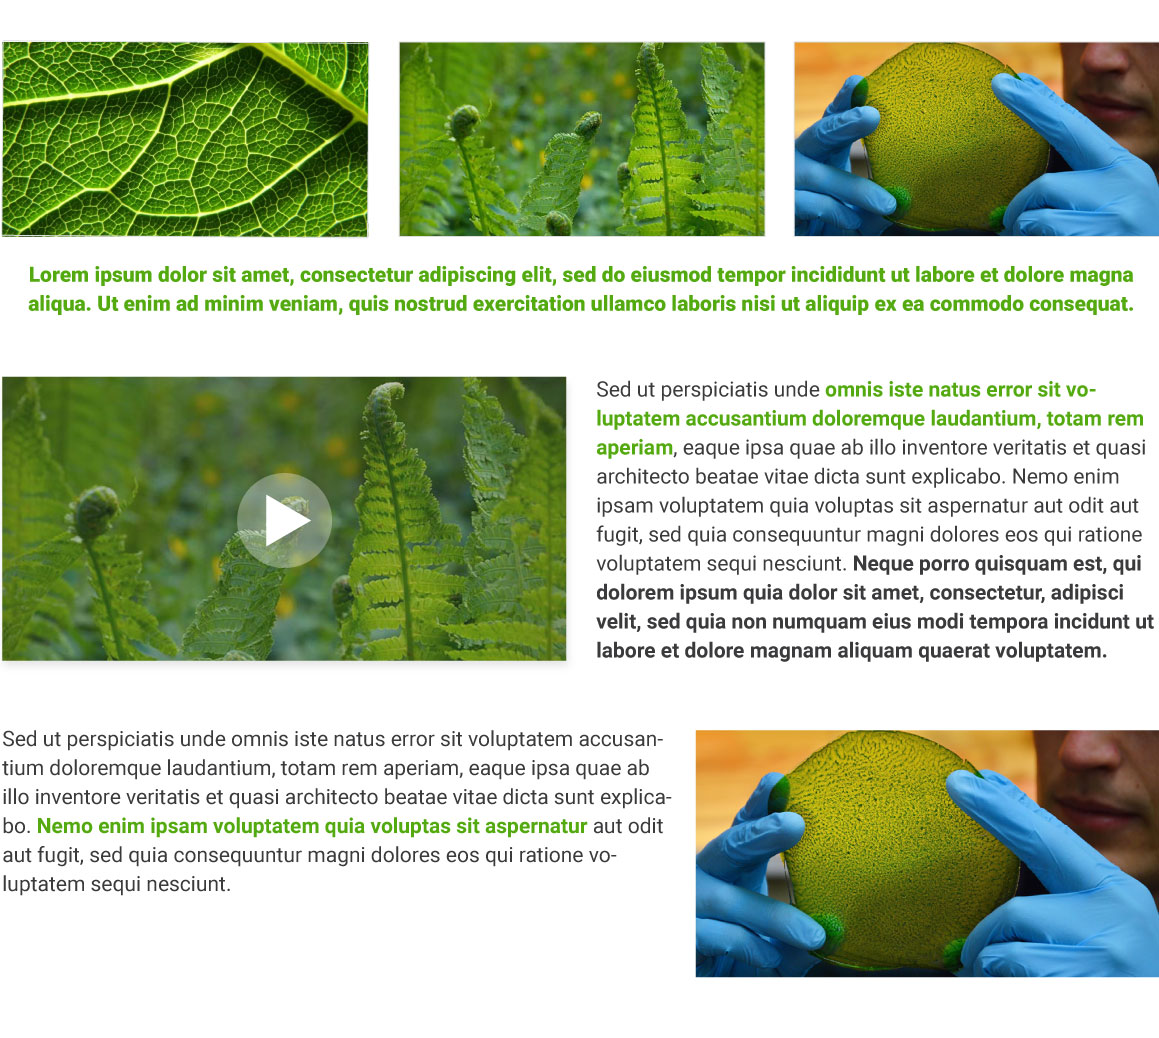 Lorem ipsum dolor sit amet, consectetur adipiscing elit, sed do eiusmod tempor incididunt ut labore et dolore magna
aliqua. Ut enim ad minim veniam, quis nostrud exercitation ullamco laboris nisi ut aliquip ex ea commodo consequat.
Sed ut perspiciatis unde omnis iste natus error sit vo-
luptatem accusantium doloremque laudantium, totam rem
aperiam, eaque ipsa quae ab illo inventore veritatis et quasi
architecto beatae vitae dicta sunt explicabo. Nemo enim
ipsam voluptatem quia voluptas sit aspernatur aut odit aut
fugit, sed quia consequuntur magni dolores eos qui ratione
voluptatem sequi nesciunt. Neque porro quisquam est, qui
dolorem ipsum quia dolor sit amet, consectetur, adipisci
velit, sed quia non numquam eius modi tempora incidunt ut
labore et dolore magnam aliquam quaerat voluptatem.
Sed ut perspiciatis unde omnis iste natus error sit voluptatem accusan-
tium doloremque laudantium, totam rem aperiam, eaque ipsa quae ab
illo inventore veritatis et quasi architecto beatae vitae dicta sunt explica-
bo. Nemo enim ipsam voluptatem quia voluptas sit aspernatur aut odit
aut fugit, sed quia consequuntur magni dolores eos qui ratione vo-
luptatem sequi nesciunt.